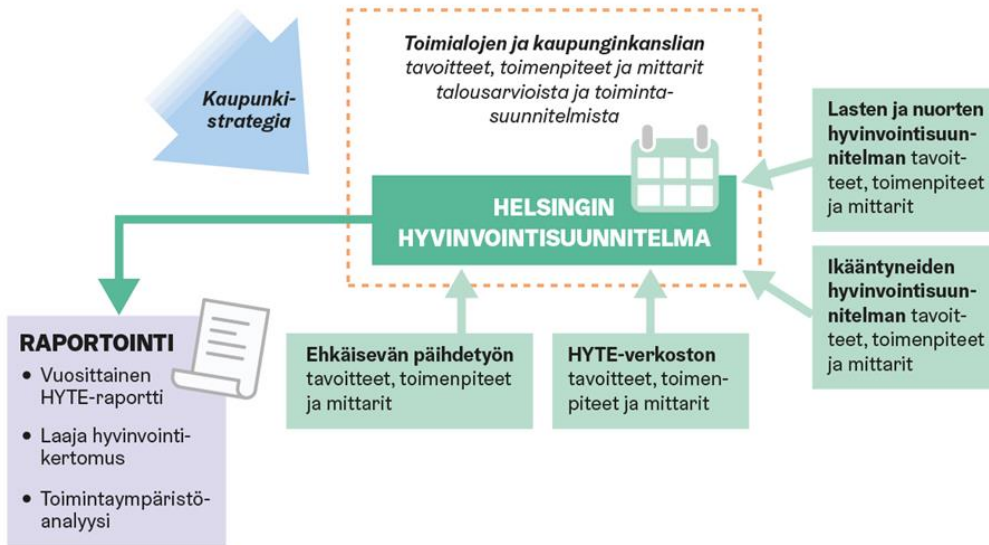 Kaupunki-
strategia
Toimialojen ja kaupunginkanslian
tavoitteet, toimenpiteet ja mittarit
talousarvioista ja toiminta-
suunnitelmista
HELSINGIN
HYVINVOINTISUUNNITELMA
Lasten ja nuorten
hyvinvointisuun-
nitelman tavoit-
teet, toimenpiteet
ja mittarit
Ikääntyneiden
hyvinvointisuun-
nitelman tavoit-
teet, toimenpiteet
ja mittarit
Ehkäisevän päihdetyön
tavoitteet, toimenpiteet
ja mittarit
HYTE-verkoston
tavoitteet, toimen-
piteet ja mittarit
RAPORTOINTI
• Vuosittainen
HYTE-raportti
• Laaja hyvinvointi-
kertomus
• Toimintaympäristö-
analyysi